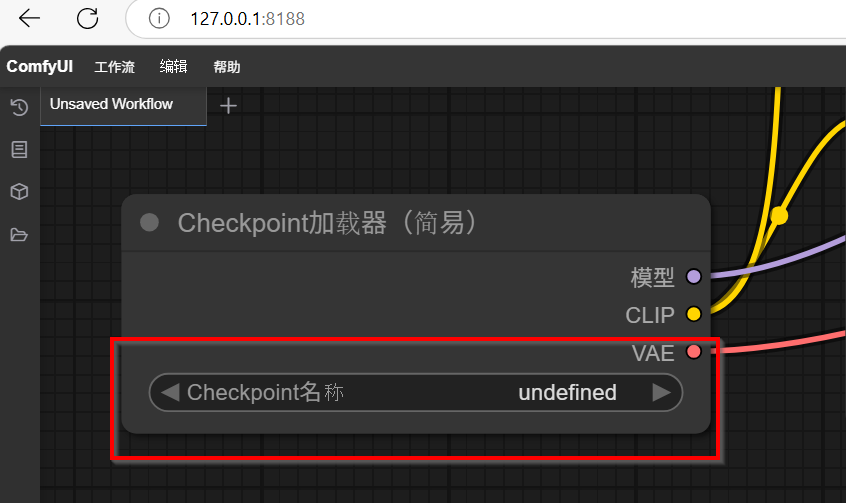 127.0.0.1:8188
ComfyUI 工作流 编辑 帮助
Unsaved Workflow
Checkpoint加载器（简易）
模型
CLIP
VAE
Checkpoint名称 undefined